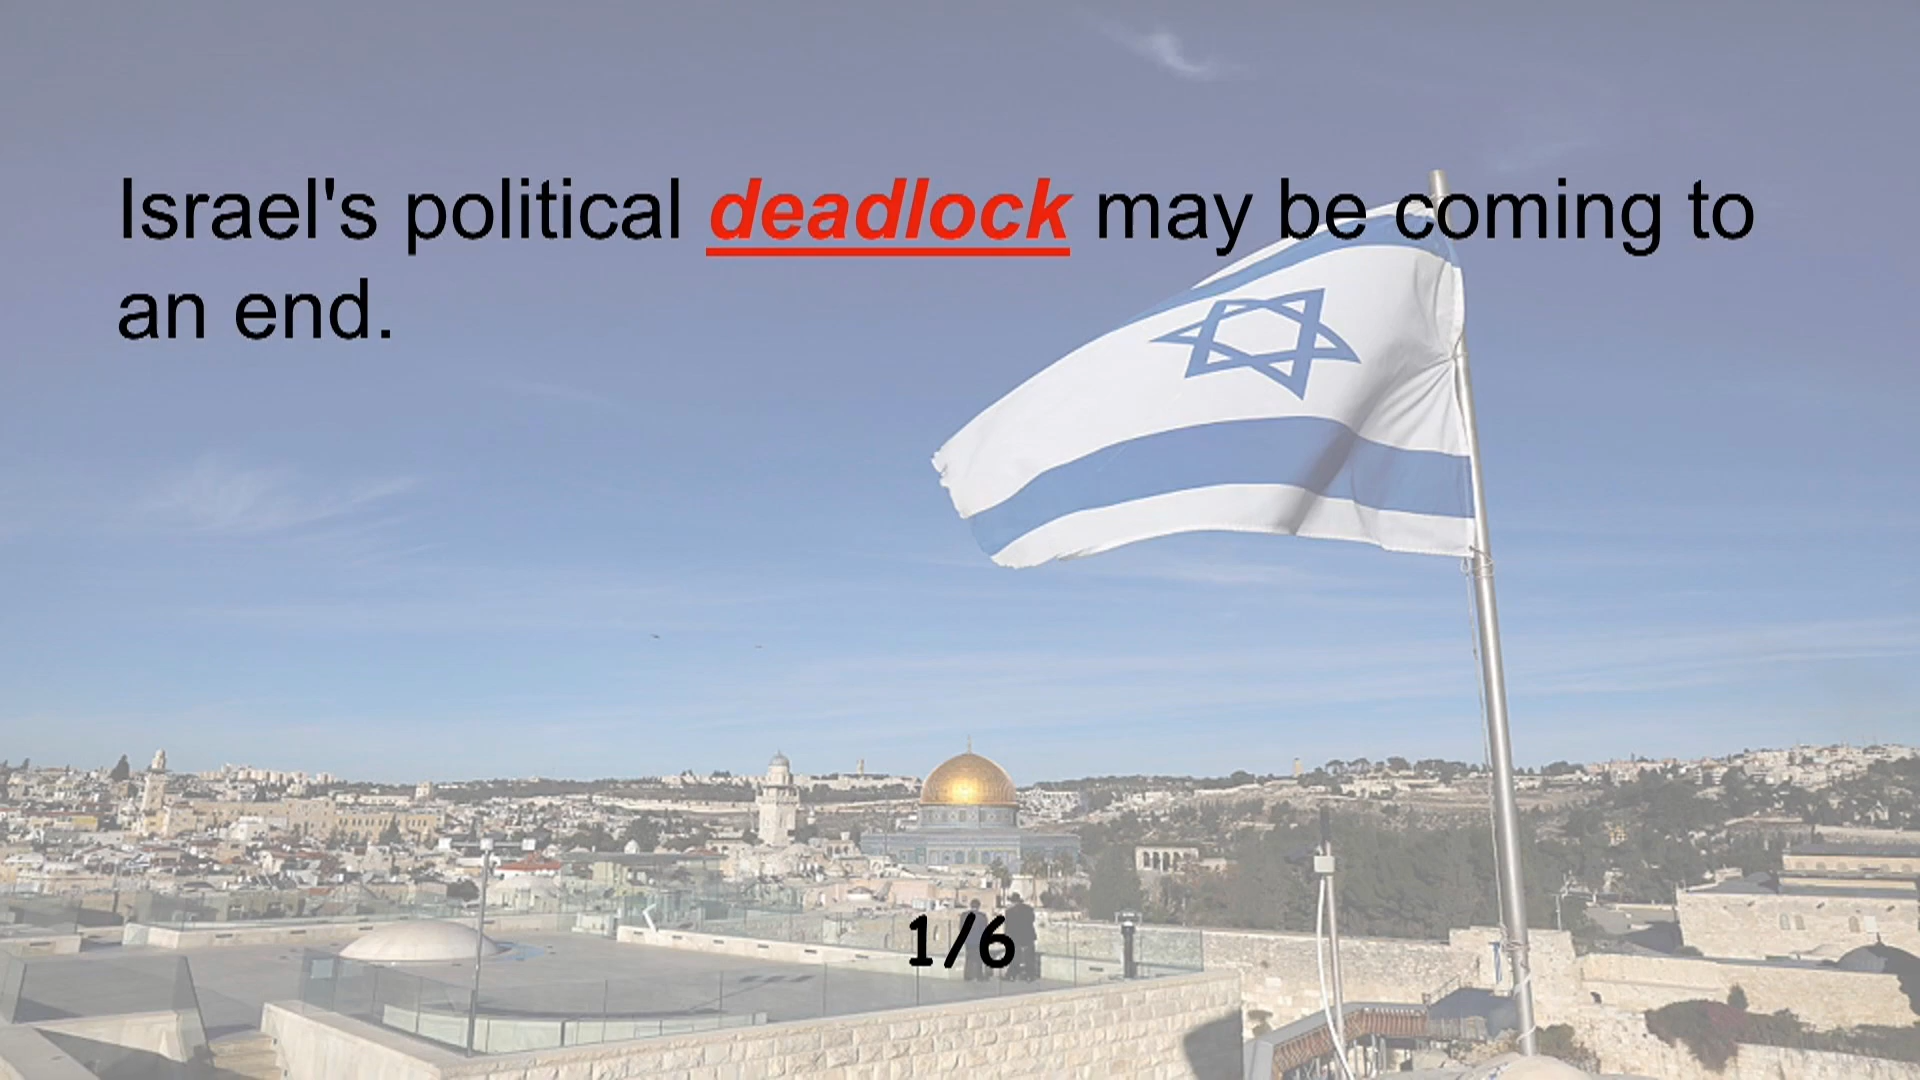 Israel's political deadlock may be coming to
an end.
1/6